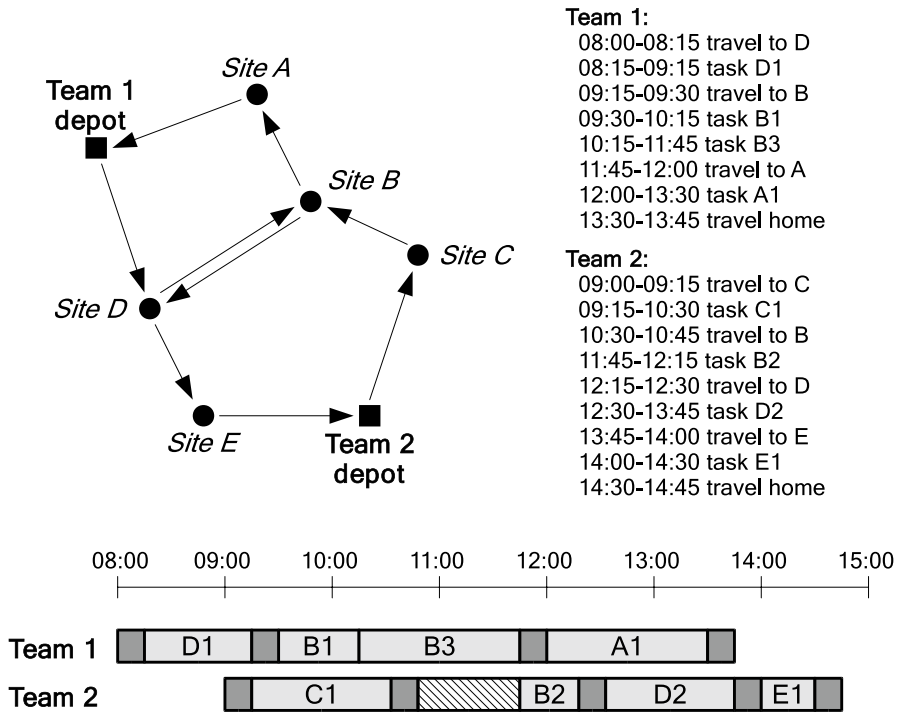 Team 1:
08:00-08:15 travel to D
08:15-09:15 task D1
09:15-09:30 travel to B
09:30-10:15 task B1
10:15-11:45 task B3
11:45-12:00 travel to A
12:00-13:30 task A1
13:30-13:45 travel home
Team 2:
09:00-09:15 travel to C
09:15-10:30 task C1
10:30-10:45 travel to B
11:45-12:15 task B2
12:15-12:30 travel to D
12:30-13:45 task D2
13:45-14:00 travel to E
14:00-14:30 task E1
14:30-14:45 travel home
Site A
Team 1
depot
Site B
Site C
Site D
Site E
Team 2
depot
08:00 09:00 10:00 11:00 12:00 13:00 14:00 15:00
Team 1 D1 B1 B3 A1
Team 2 C1 B2 D2 E1